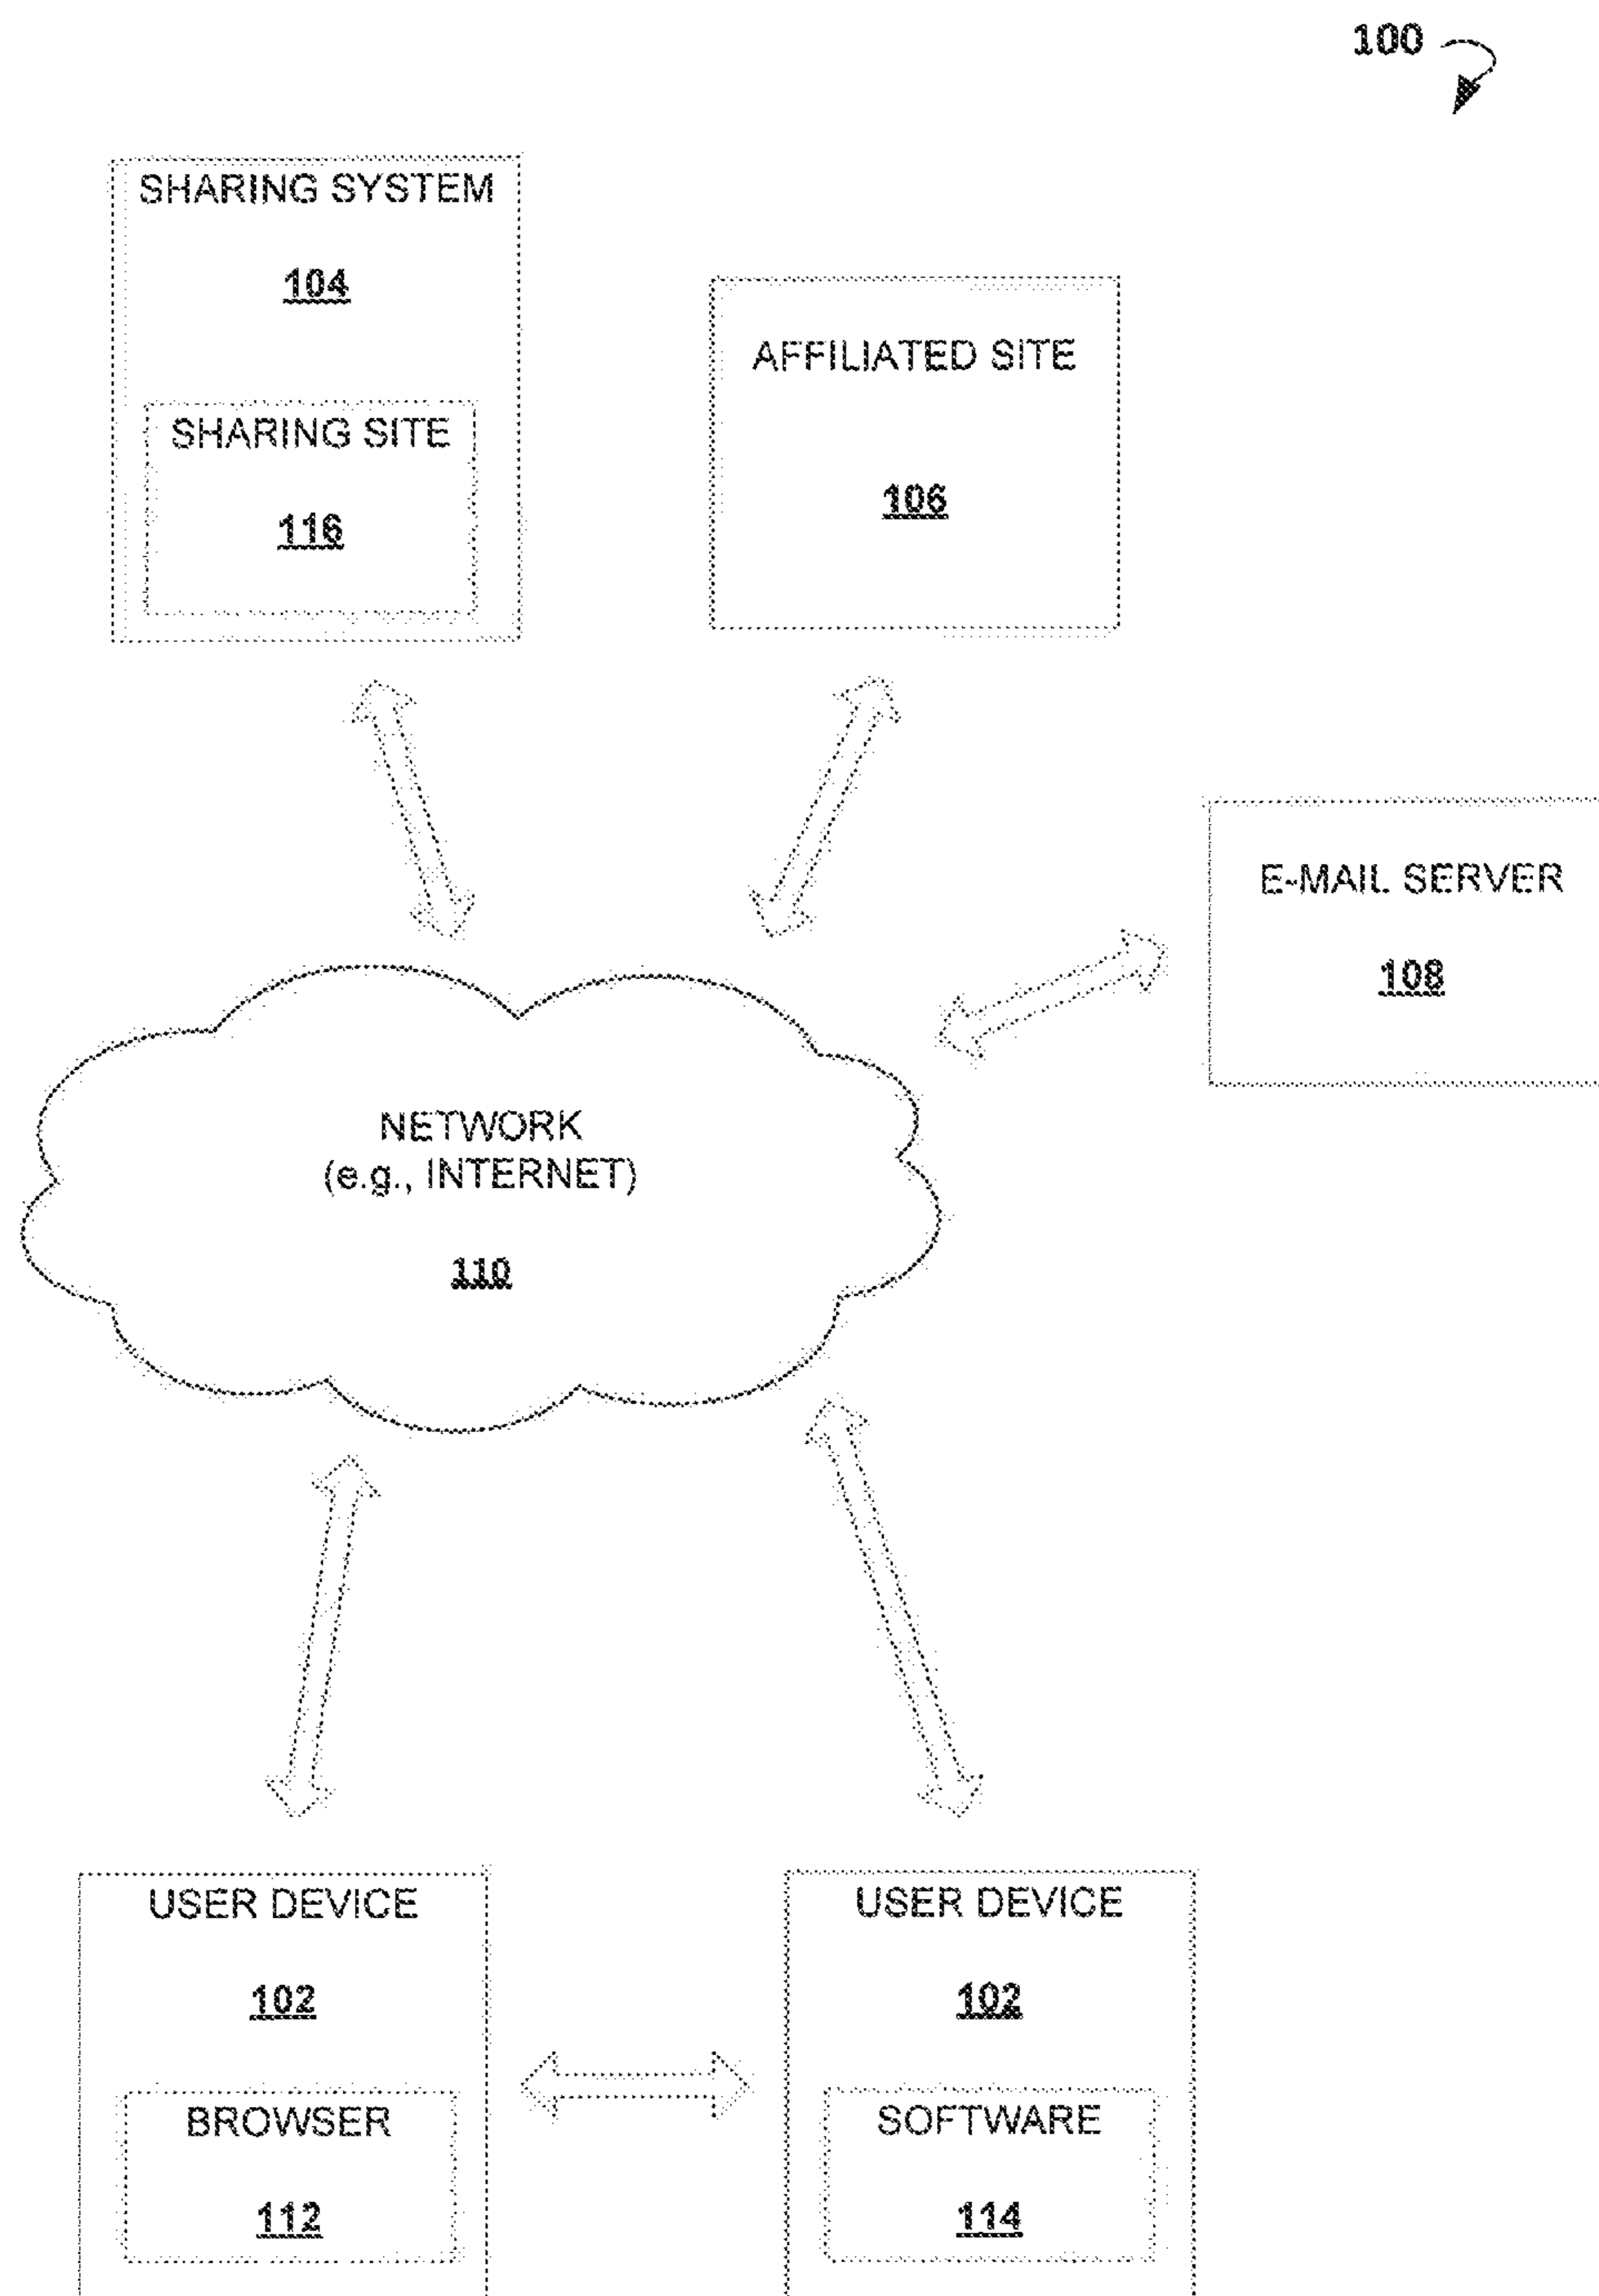 100
SHARING SYSTEM
104
SHARING SITE
116
AFFILIATED SITE
106
E-MAIL SERVER
108
NETWORK
(e.g., INTERNET)
110
USER DEVICE
102
BROWSER
112
USER DEVICE
102
SOFTWARE
114